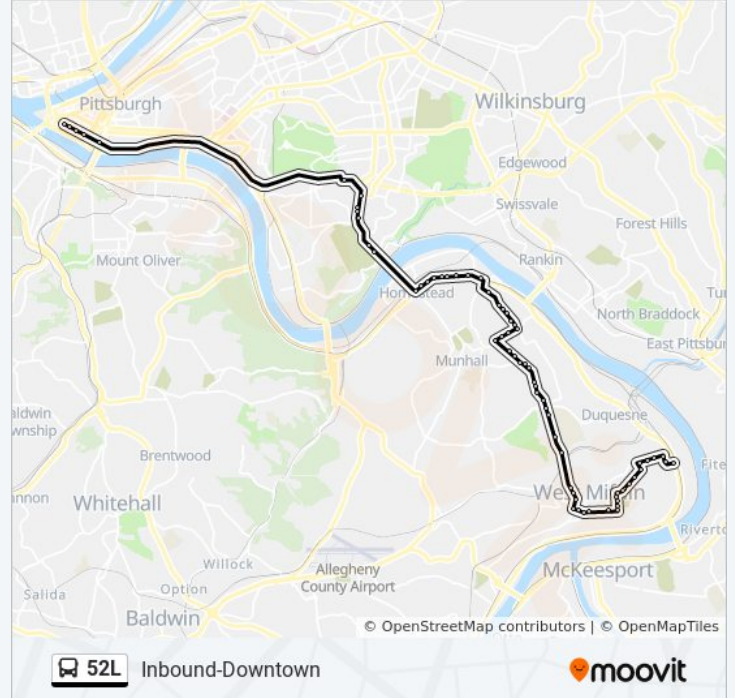 Pittsburgh
Wilkinsburg
Edgewood
Swissvale
Forest Hills
Mount Oliver
Rankin
Homestead
North Braddock
Tu
East Pittsbur
Munhall
aldwin
wnship
Duquesne
Brentwood
Fite
nnon
Whitehall
West Mifflin
Riverto
Willock
Allegheny
County Airport
McKeesport
Option
Salida
Baldwin
© OpenStreetMap contributors | © OpenMapTiles
52L Inbound-Downtown
moovit